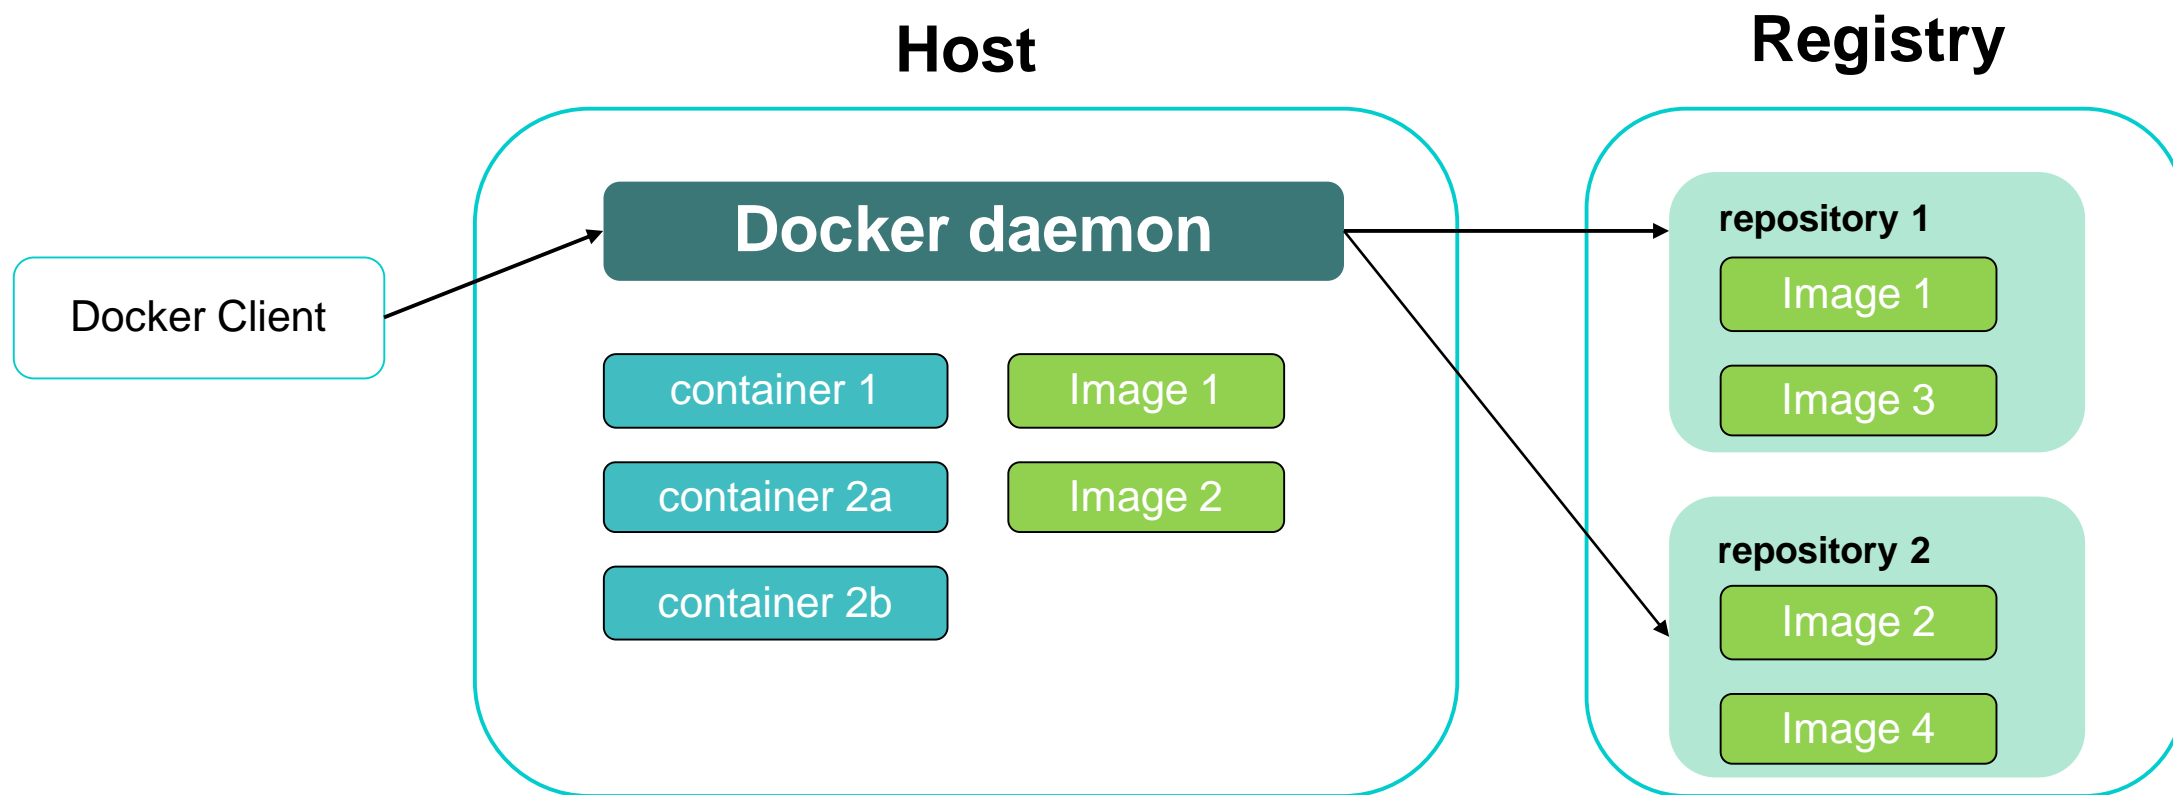 Host
Registry
Docker Client
Docker daemon
container 1
Image 1
container 2a
Image 2
container 2b
repository 1
Image 1
Image 3
repository 2
Image 2
Image 4